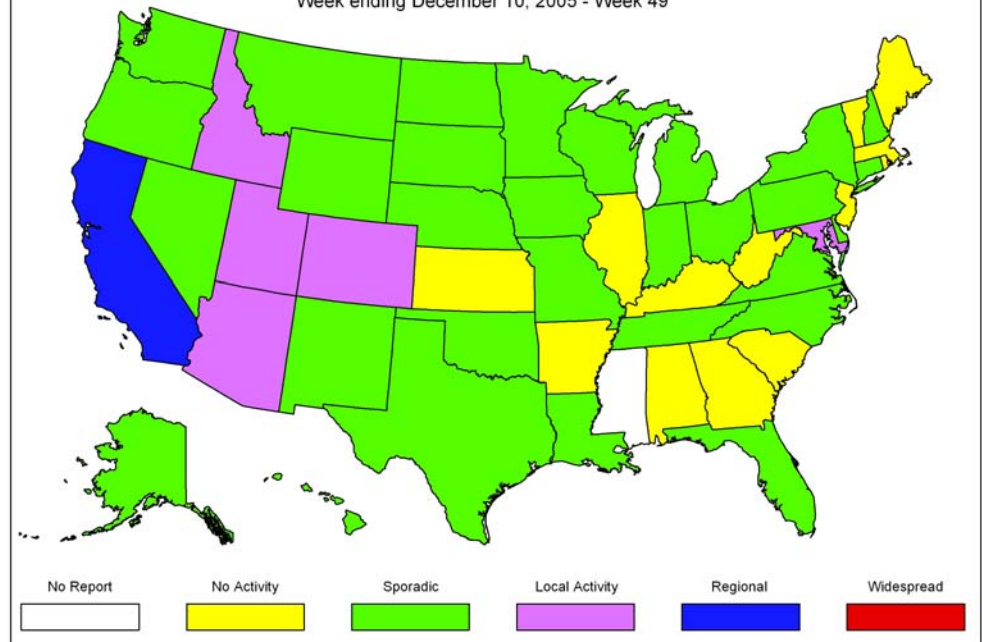 Week ending December 10, 2005 - Week 49
No Report
No Activity
Sporadic
Local Activity
Regional
Widespread